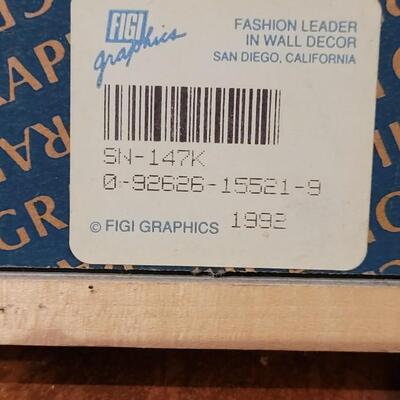 FIGI
graphics
FASHION LEADER
IN WALL DECOR
SAN DIEGO, CALIFORNIA
SN-147K
0-92626-15521-9
© FIGI GRAPHICS 1992